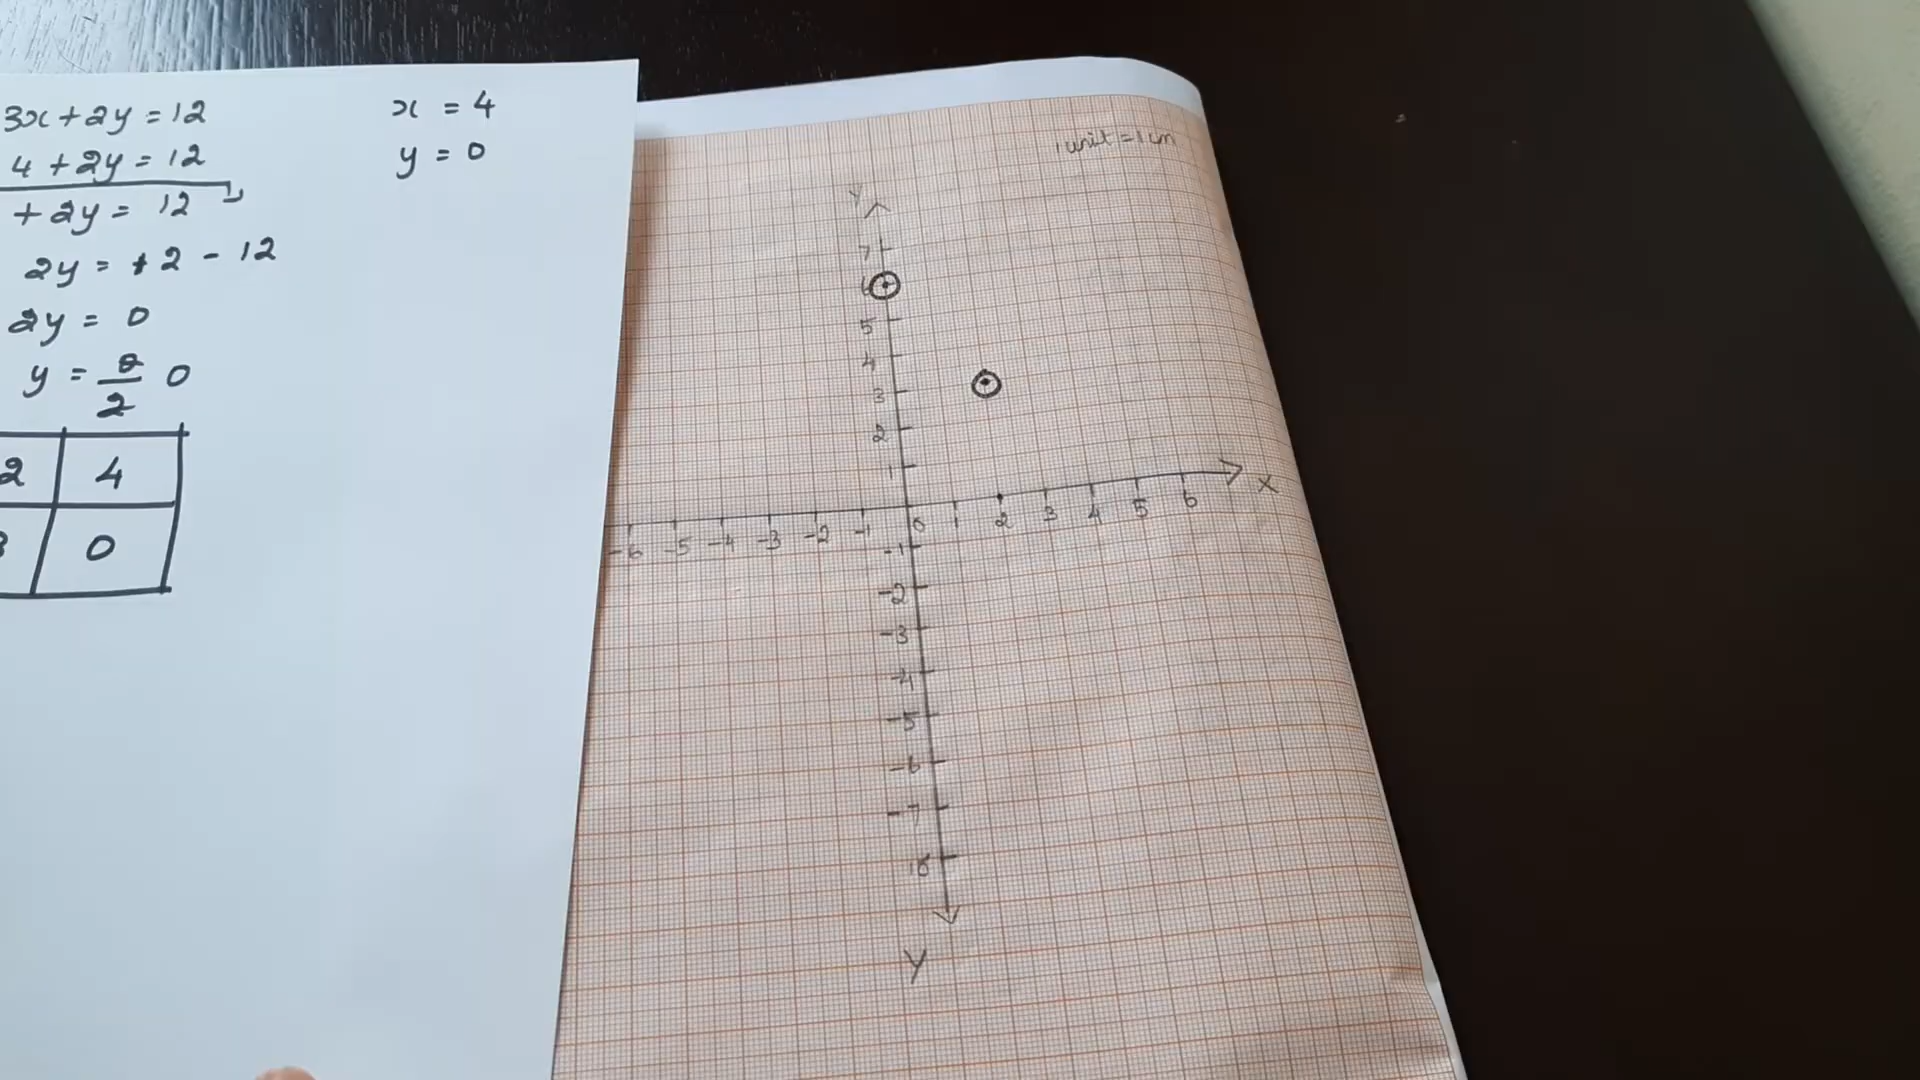 3x + 2y = 12
4 + 2y = 12
+ 2y = 12
2y = +2 - 12
2y = 0
y = 0/2 0
2 4
3 0
x = 4
y = 0
1 unit = 1 cm
Y
7
6
5
4
3
2
1
-6 -5 -4 -3 -2 -1 0 1 2 3 4 5 6 X
-1
-2
-3
-4
-5
-6
-7
Y